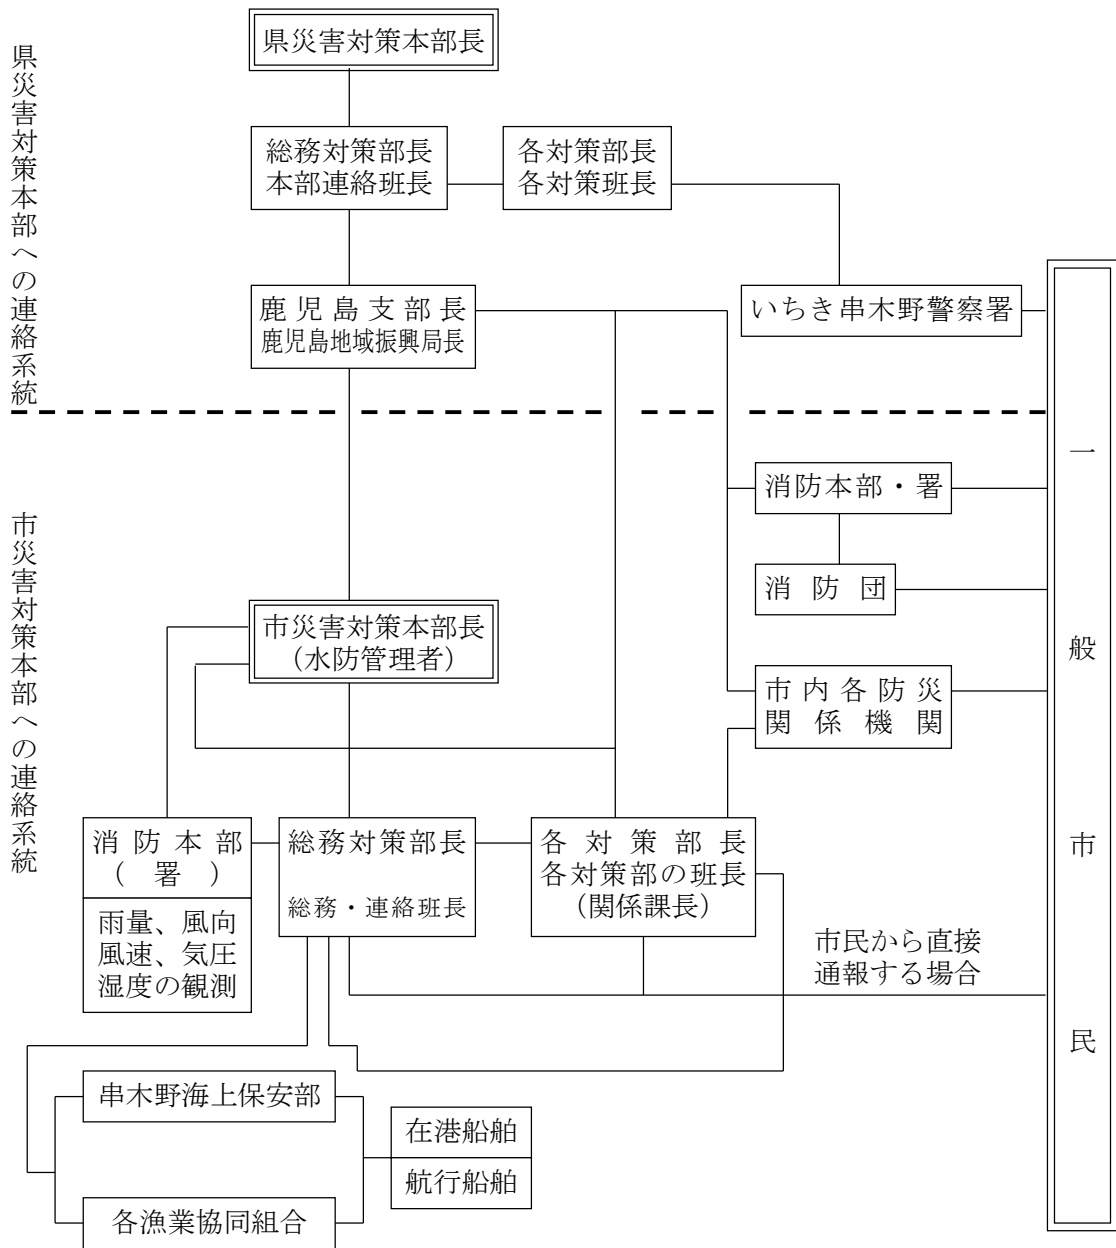 県災害対策本部への連絡系統
県災害対策本部長
総務対策部長
本部連絡班長
各対策部長
各対策班長
鹿児島支部長
鹿児島地域振興局長
いちき串木野警察署
一般市民
市災害対策本部への連絡系統
消防本部・署
消防団
市災害対策本部長
（水防管理者）
市内各防災
関係機関
消防本部
（署）
雨量、風向
風速、気圧
湿度の観測
総務対策部長
総務・連絡班長
各対策部長
各対策部の班長
（関係課長）
市民から直接
通報する場合
串木野海上保安部
各漁業協同組合
在港船舶
航行船舶